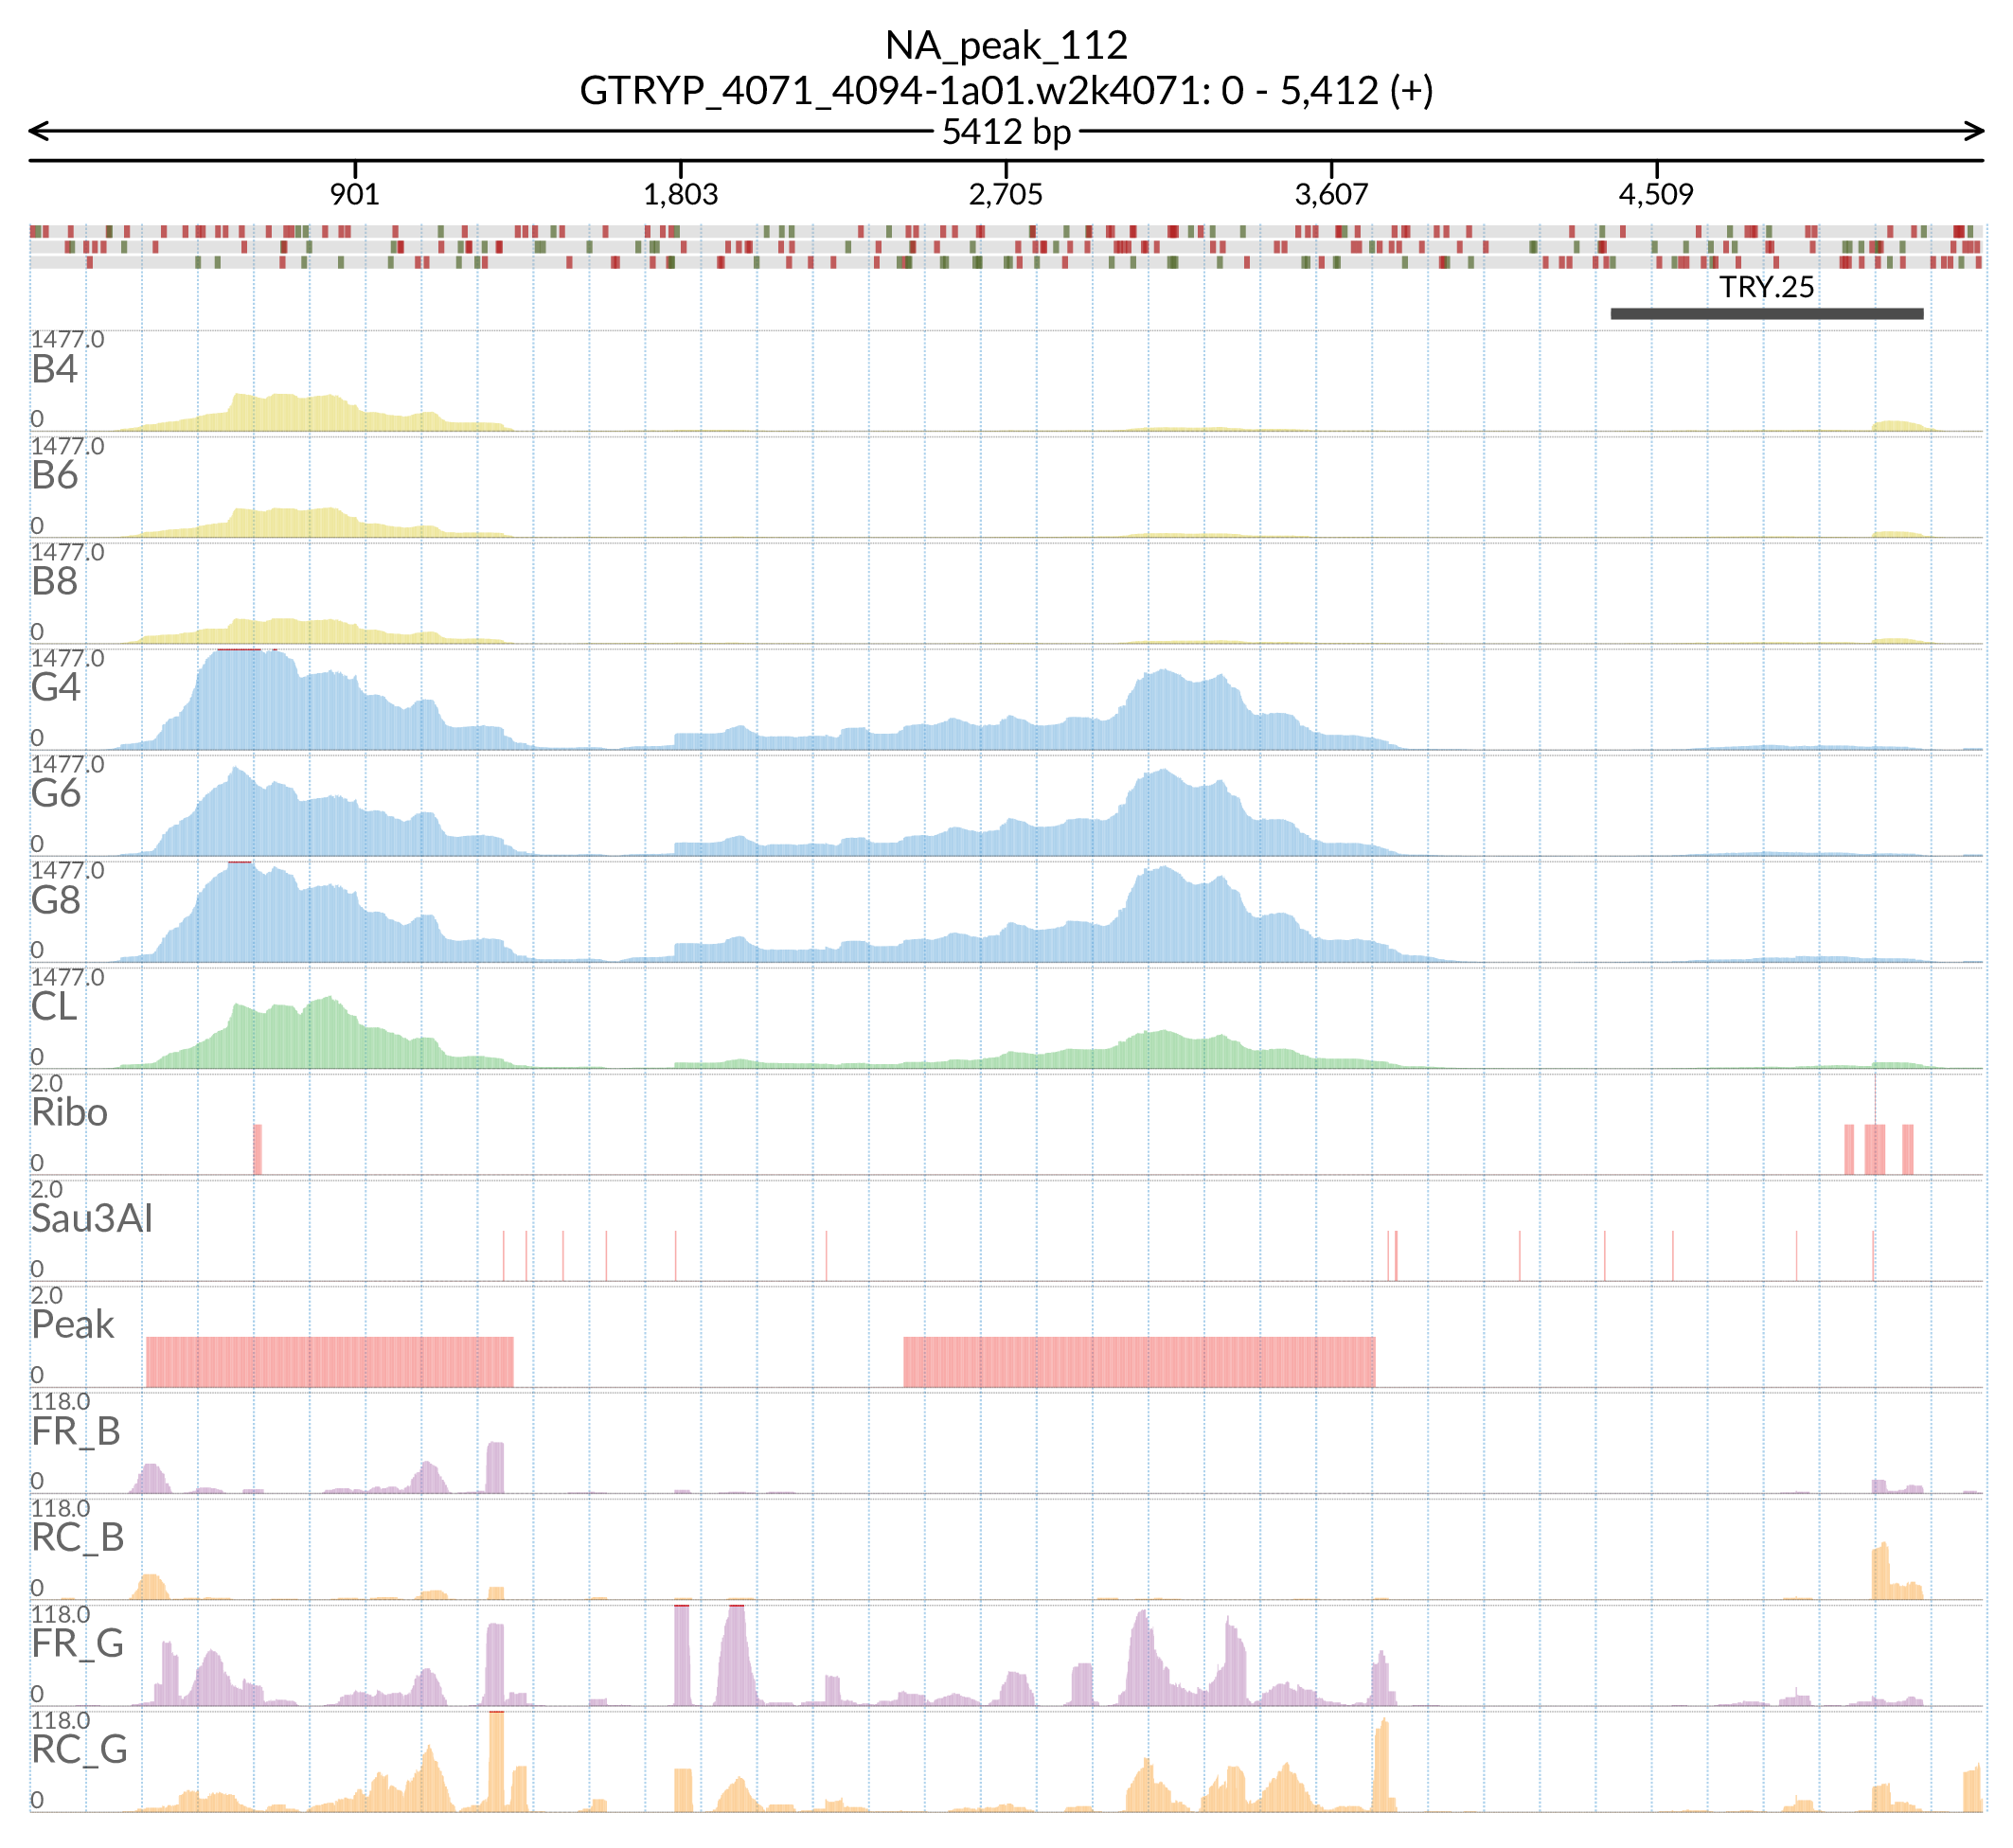 NA_peak_112
GTRYP_4071_4094-1a01.w2k4071: 0 - 5,412 (+)
5412 bp
901 1,803 2,705 3,607 4,509
TRY.25
1477.0
B4
0
1477.0
B6
0
1477.0
B8
0
1477.0
G4
0
1477.0
G6
0
1477.0
G8
0
1477.0
CL
0
2.0
Ribo
0
2.0
Sau3AI
0
2.0
Peak
0
118.0
FR_B
0
118.0
RC_B
0
118.0
FR_G
0
118.0
RC_G
0